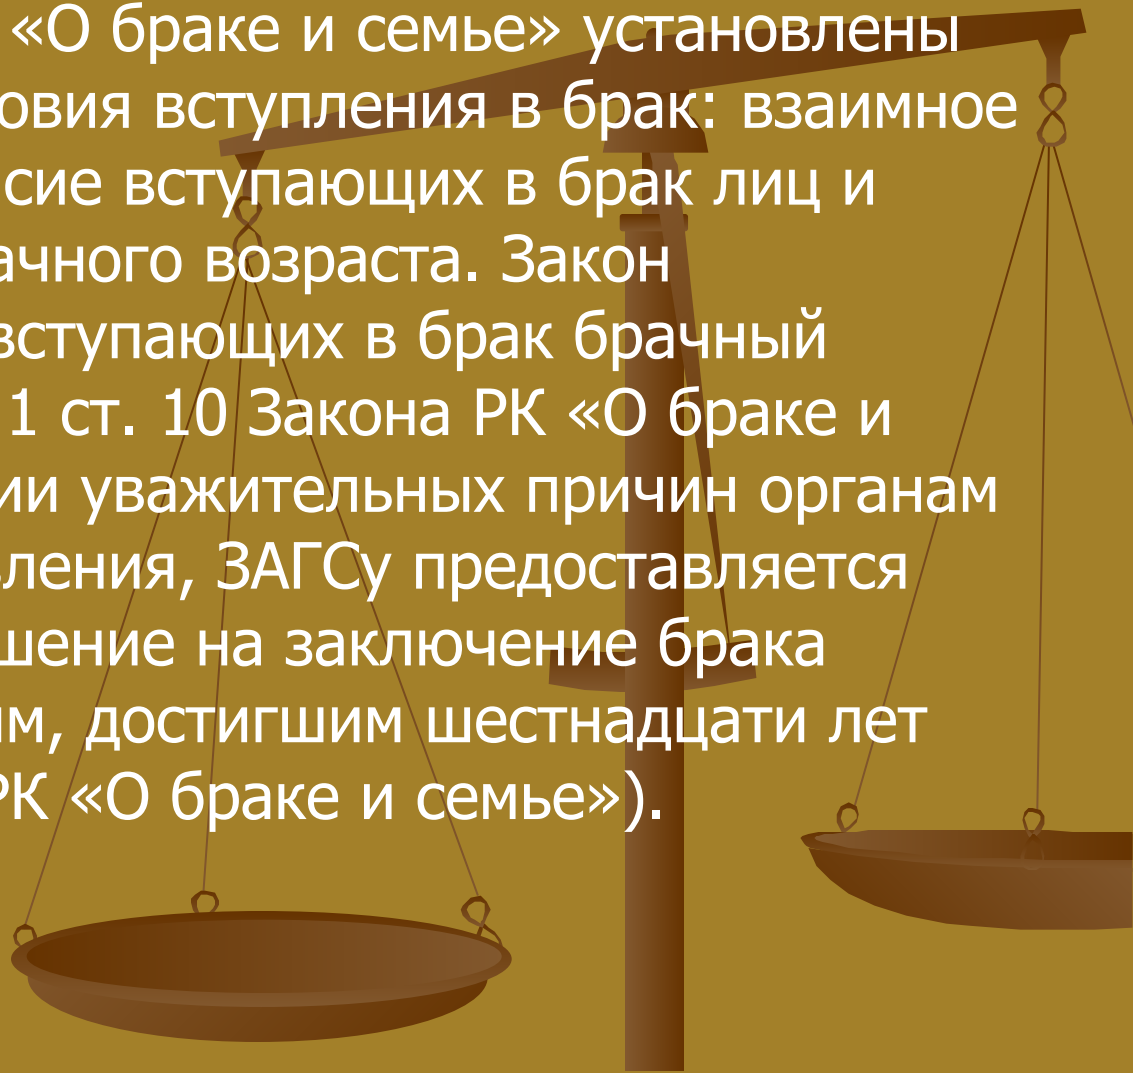 «О браке и семье» установлены
овия вступления в брак: взаимное
сие вступающих в брак лиц и
ачного возраста. Закон
вступающих в брак брачный
1 ст. 10 Закона РК «О браке и
ии уважительных причин органам
вления, ЗАГСу предоставляется
шение на заключение брака
ым, достигшим шестнадцати лет
РК «О браке и семье»).